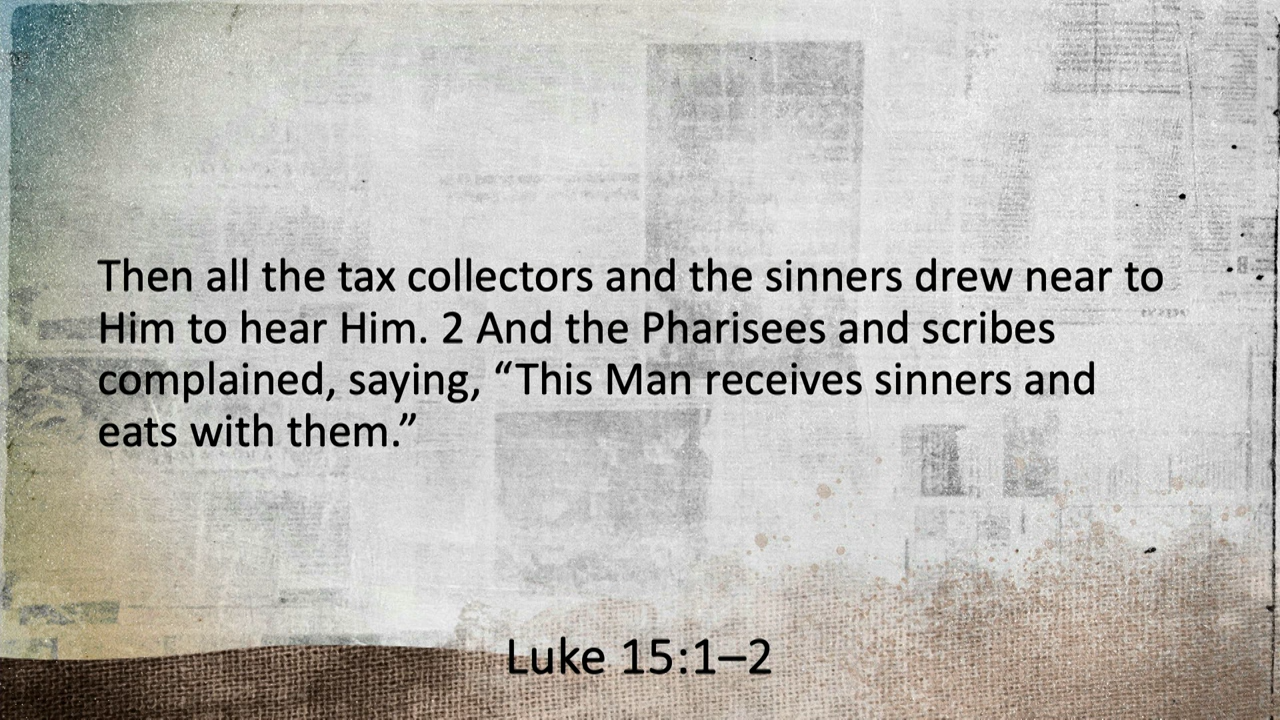 Then all the tax collectors and the sinners drew near to
Him to hear Him. 2 And the Pharisees and scribes
complained, saying, “This Man receives sinners and
eats with them.”
Luke 15:1–2